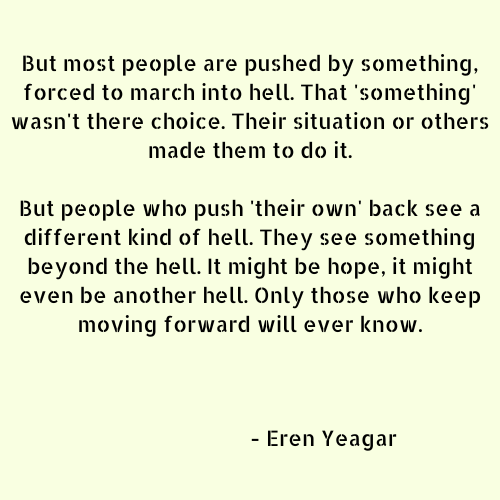 But most people are pushed by something,
forced to march into hell. That 'something'
wasn't there choice. Their situation or others
made them to do it.
But people who push 'their own' back see a
different kind of hell. They see something
beyond the hell. It might be hope, it might
even be another hell. Only those who keep
moving forward will ever know.
- Eren Yeagar